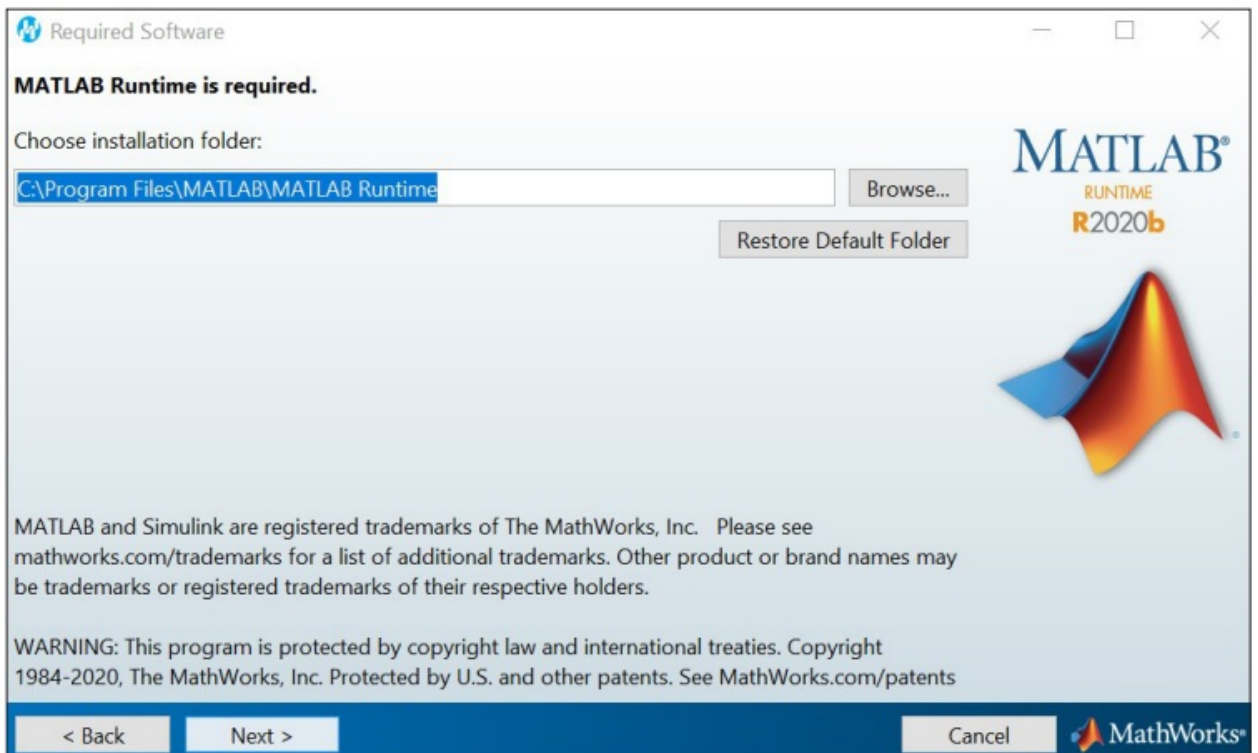 Required Software
MATLAB Runtime is required.
Choose installation folder:
C:\Program Files\MATLAB\MATLAB Runtime
Browse...
Restore Default Folder
MATLAB®
RUNTIME
R2020b
MATLAB and Simulink are registered trademarks of The MathWorks, Inc.   Please see
mathworks.com/trademarks for a list of additional trademarks. Other product or brand names may
be trademarks or registered trademarks of their respective holders.
WARNING: This program is protected by copyright law and international treaties. Copyright
1984-2020, The MathWorks, Inc. Protected by U.S. and other patents. See MathWorks.com/patents
< Back
Next >
Cancel
MathWorks®